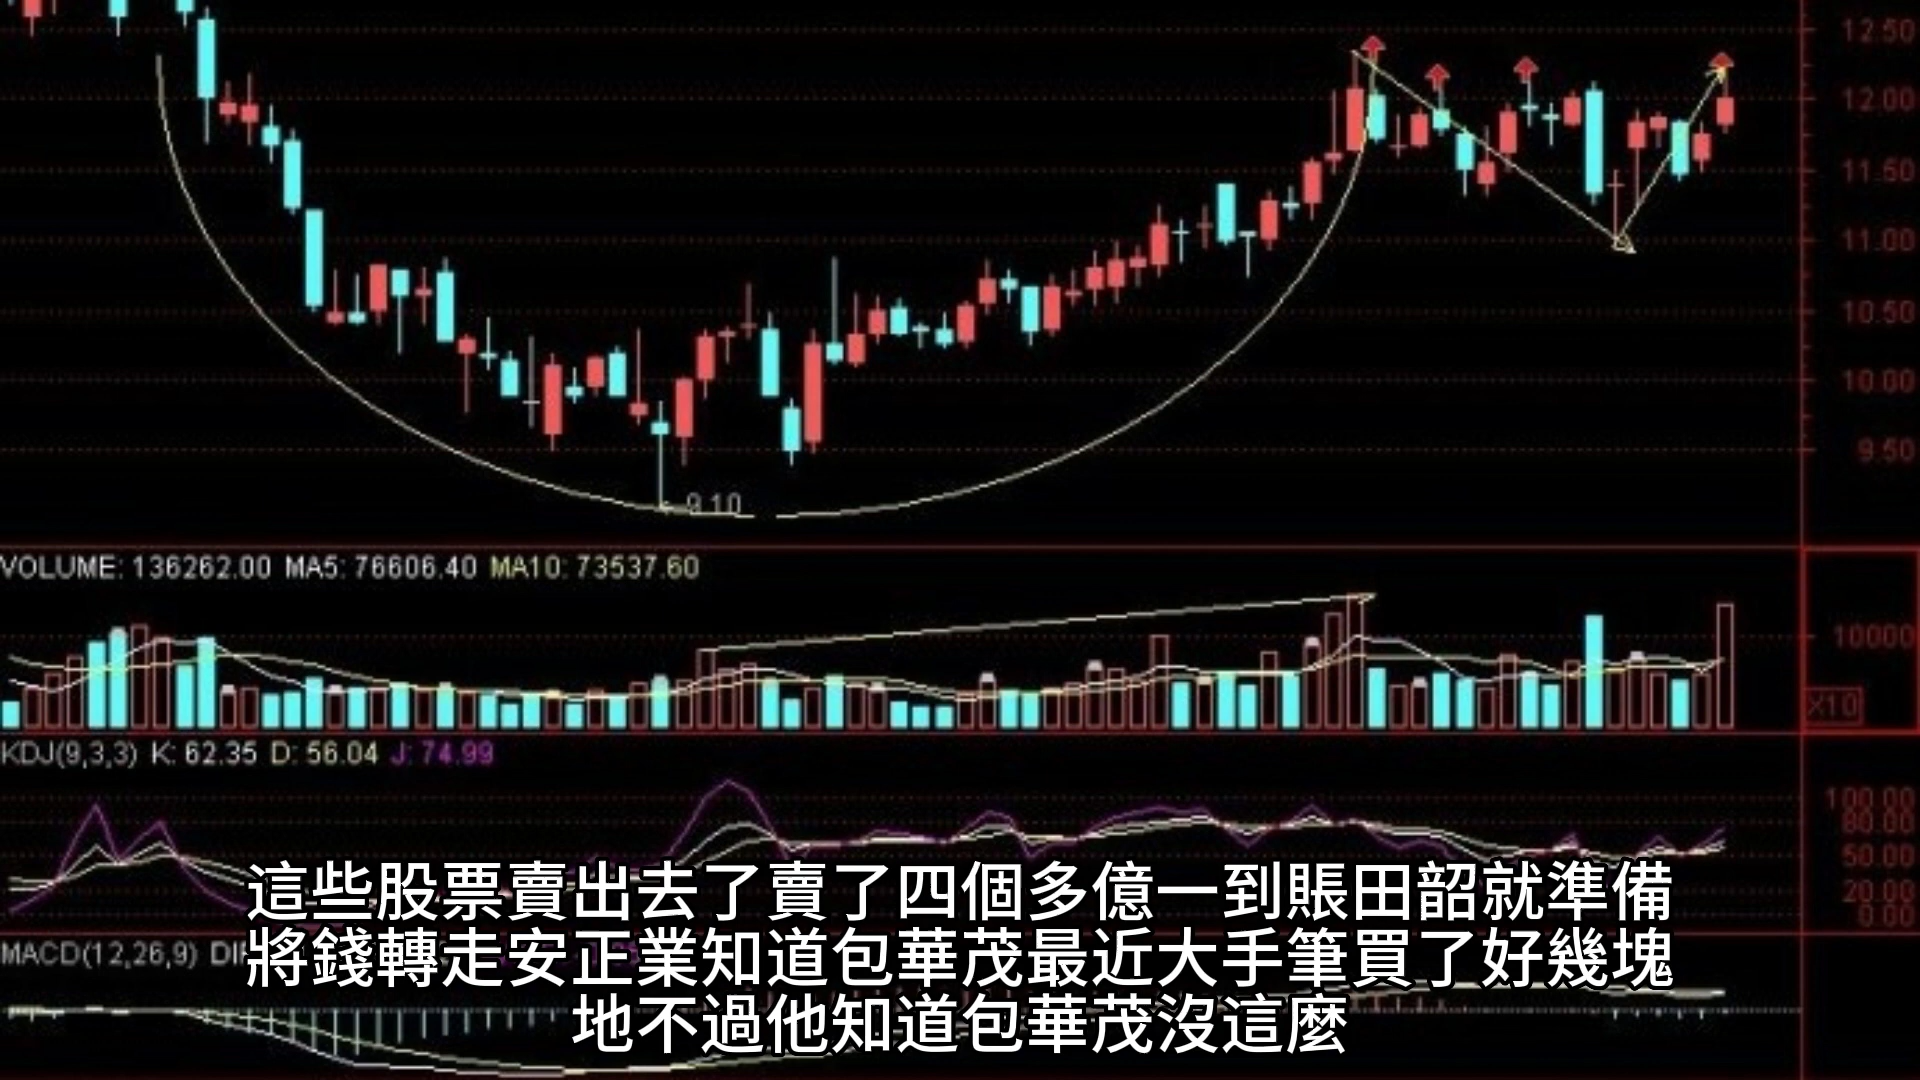 12.50
12.00
11.50
11.00
10.50
10.00
9.50
9.10
VOLUME: 136262.00 MA5: 76606.40 MA10: 73537.60
10000
X10
KDJ(9,3,3) K: 62.35 D: 56.04 J: 74.99
100.00
80.00
50.00
20.00
0.00
MACD(12,26,9)
這些股票賣出去了賣了四個多億一到賬田韶就準備
將錢轉走安正業知道包華茂最近大手筆買了好幾塊
地不過他知道包華茂沒這麼